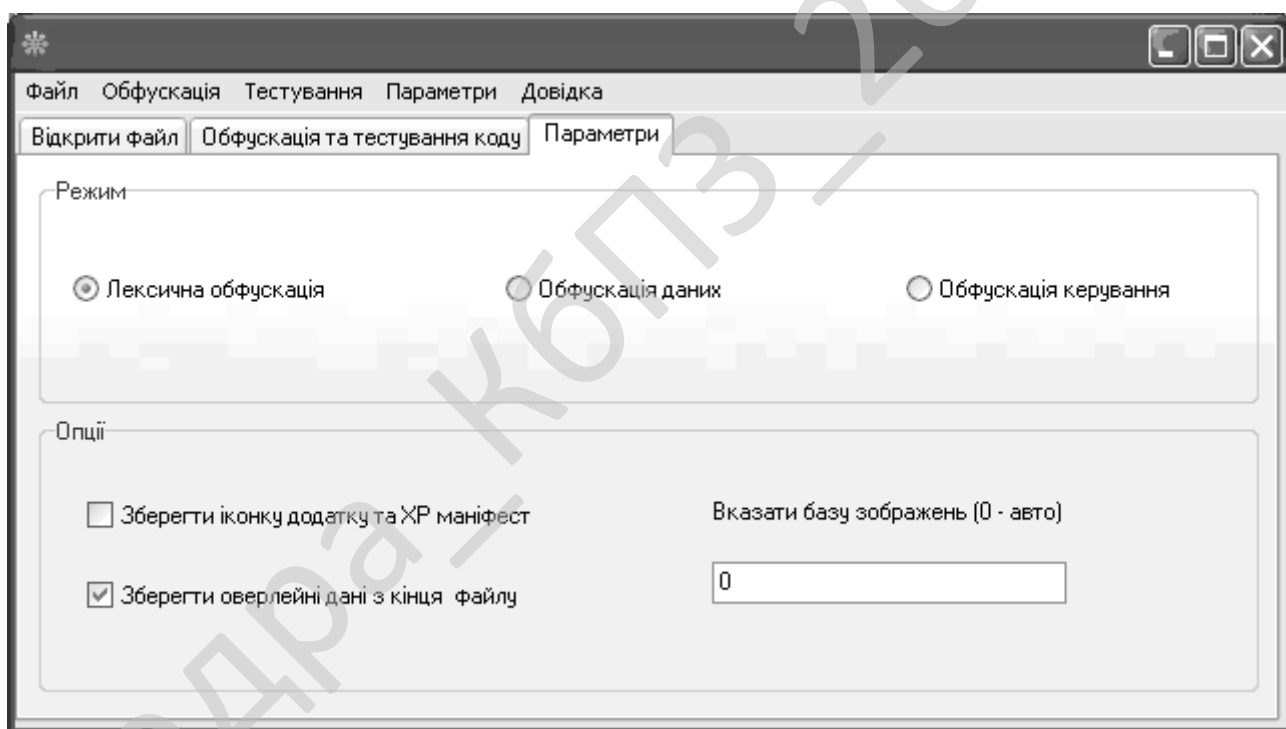 Файл Обфускація Тестування Параметри Довідка
Відкрити файл Обфускація та тестування коду Параметри
Режим
Лексична обфускація Обфускація даних Обфускація керування
Опції
Зберегти іконку додатку та XP маніфест Вказати базу зображень (0 - авто)
Зберегти оверлейні дані з кінця файлу 0